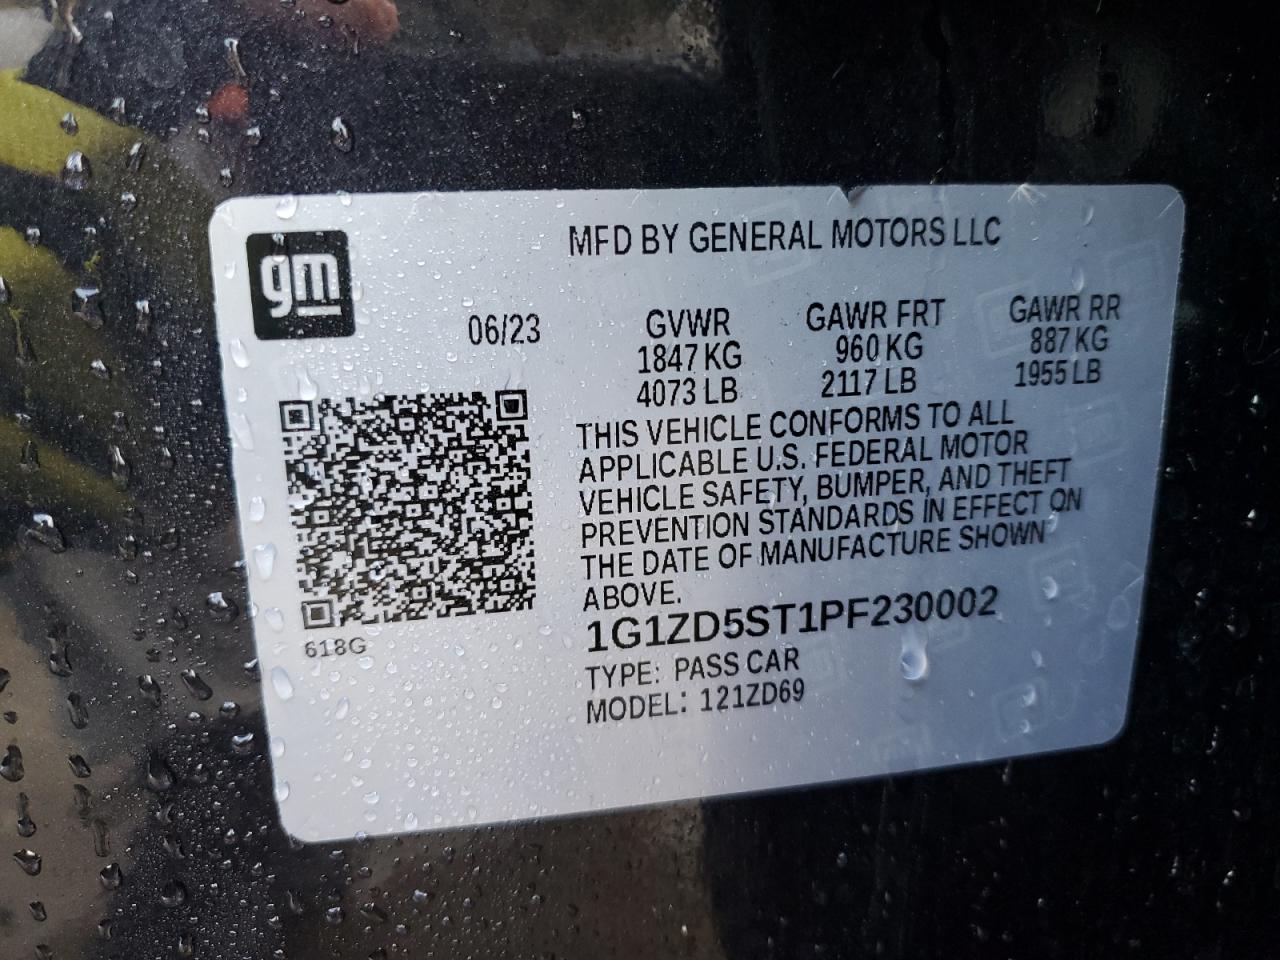 MFD BY GENERAL MOTORS LLC
gm
06/23
GVWR GAWR FRT GAWR RR
1847 KG 960 KG 887 KG
4073 LB 2117 LB 1955 LB
THIS VEHICLE CONFORMS TO ALL
APPLICABLE U.S. FEDERAL MOTOR
VEHICLE SAFETY, BUMPER, AND THEFT
PREVENTION STANDARDS IN EFFECT ON
THE DATE OF MANUFACTURE SHOWN
ABOVE.
1G1ZD5ST1PF230002
618G
TYPE: PASS CAR
MODEL: 121ZD69